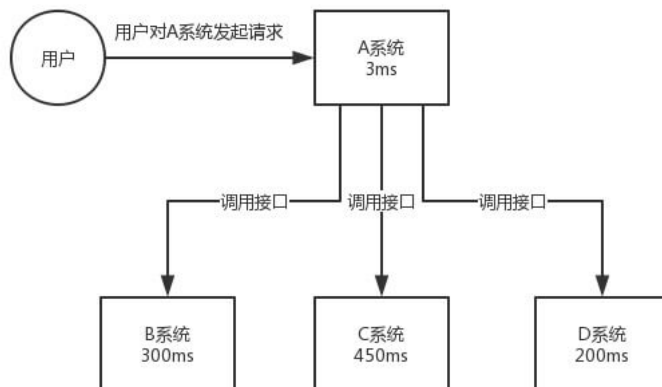 用户
用户对A系统发起请求
A系统
3ms
调用接口
调用接口
调用接口
B系统
300ms
C系统
450ms
D系统
200ms